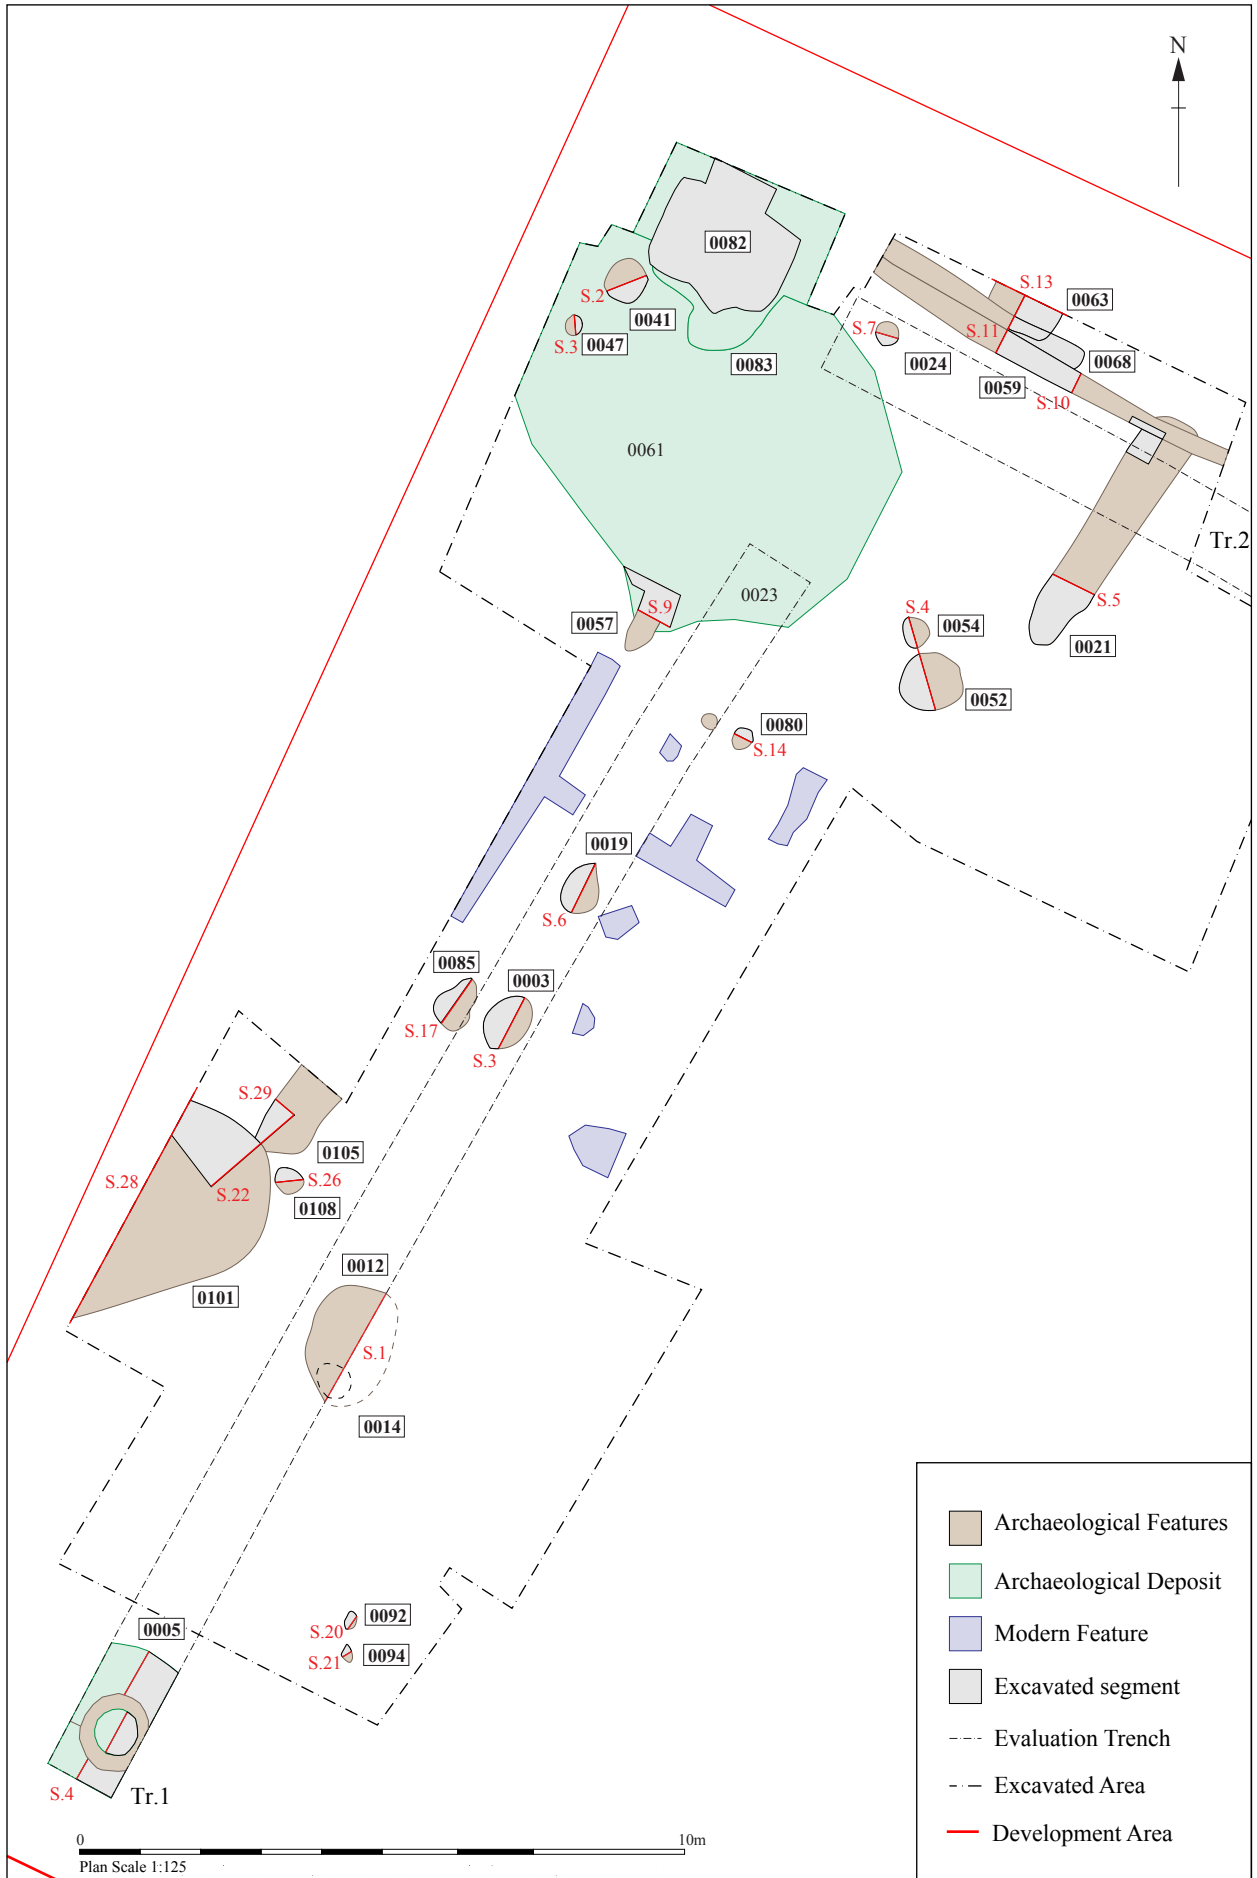 N
0082
S.13
0063
S.2
0041
S.7
S.11
0047
S.3
0083
0024
0068
0059
S.10
0061
Tr.2
0023
S.9
0057
S.4
0054
S.5
0021
0052
0080
S.14
0019
S.6
0085
0003
S.17
S.3
S.29
0105
S.28
S.22
S.26
0108
0012
0101
S.1
0014
0092
S.20
0005
0094
S.21
S.4
Tr.1
Archaeological Features
Archaeological Deposit
Modern Feature
Excavated segment
Evaluation Trench
Excavated Area
Development Area
0
10m
Plan Scale 1:125